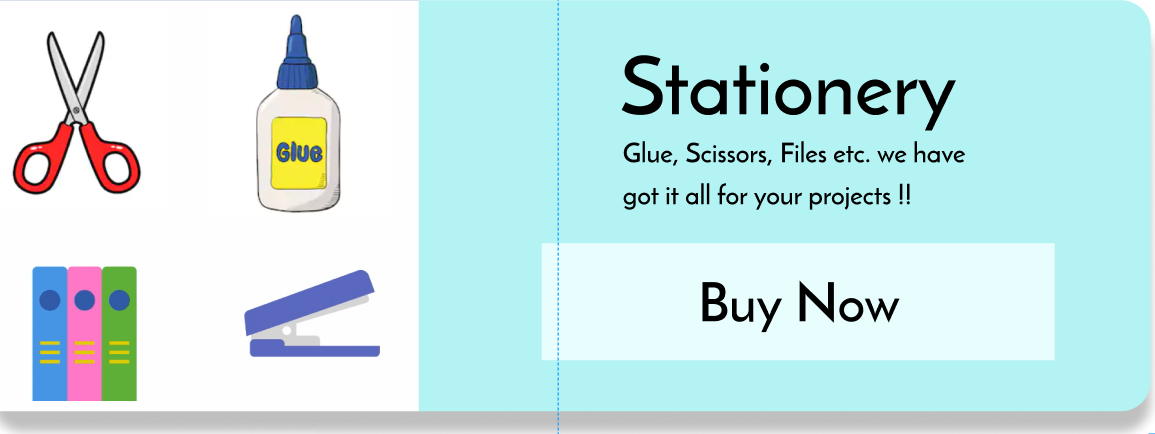 Glue
Stationery
Glue, Scissors, Files etc. we have
got it all for your projects !!
Buy Now